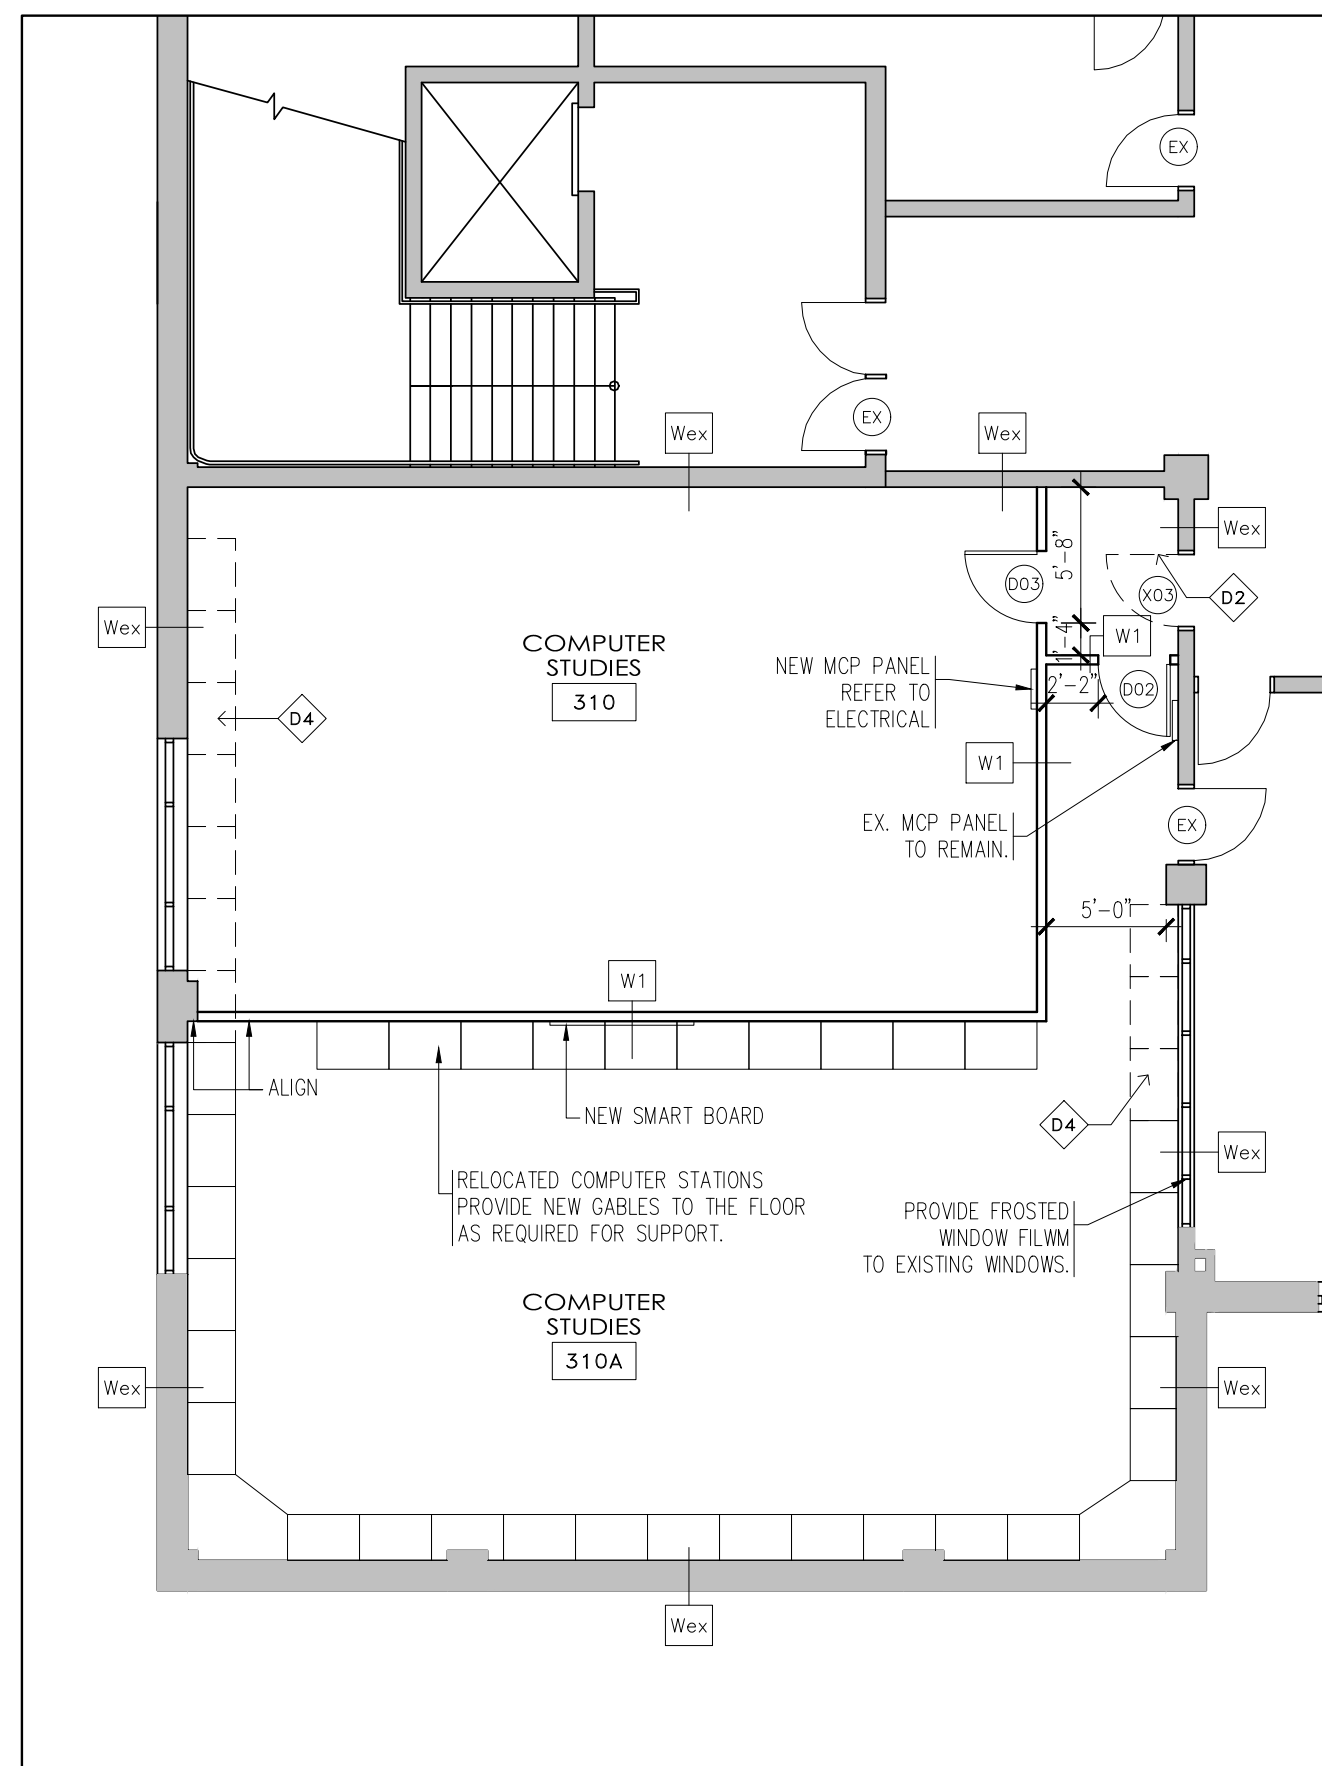 EX
EX
Wex
Wex
Wex
5'-8"
D03
X03
D2
Wex
COMPUTER
STUDIES
310
1'-4"
W1
NEW MCP PANEL
REFER TO
ELECTRICAL
2'-2"
D02
D4
W1
EX. MCP PANEL
TO REMAIN.
EX
5'-0"
W1
ALIGN
NEW SMART BOARD
D4
Wex
RELOCATED COMPUTER STATIONS
PROVIDE NEW GABLES TO THE FLOOR
AS REQUIRED FOR SUPPORT.
PROVIDE FROSTED
WINDOW FILWM
TO EXISTING WINDOWS.
COMPUTER
STUDIES
310A
Wex
Wex
Wex